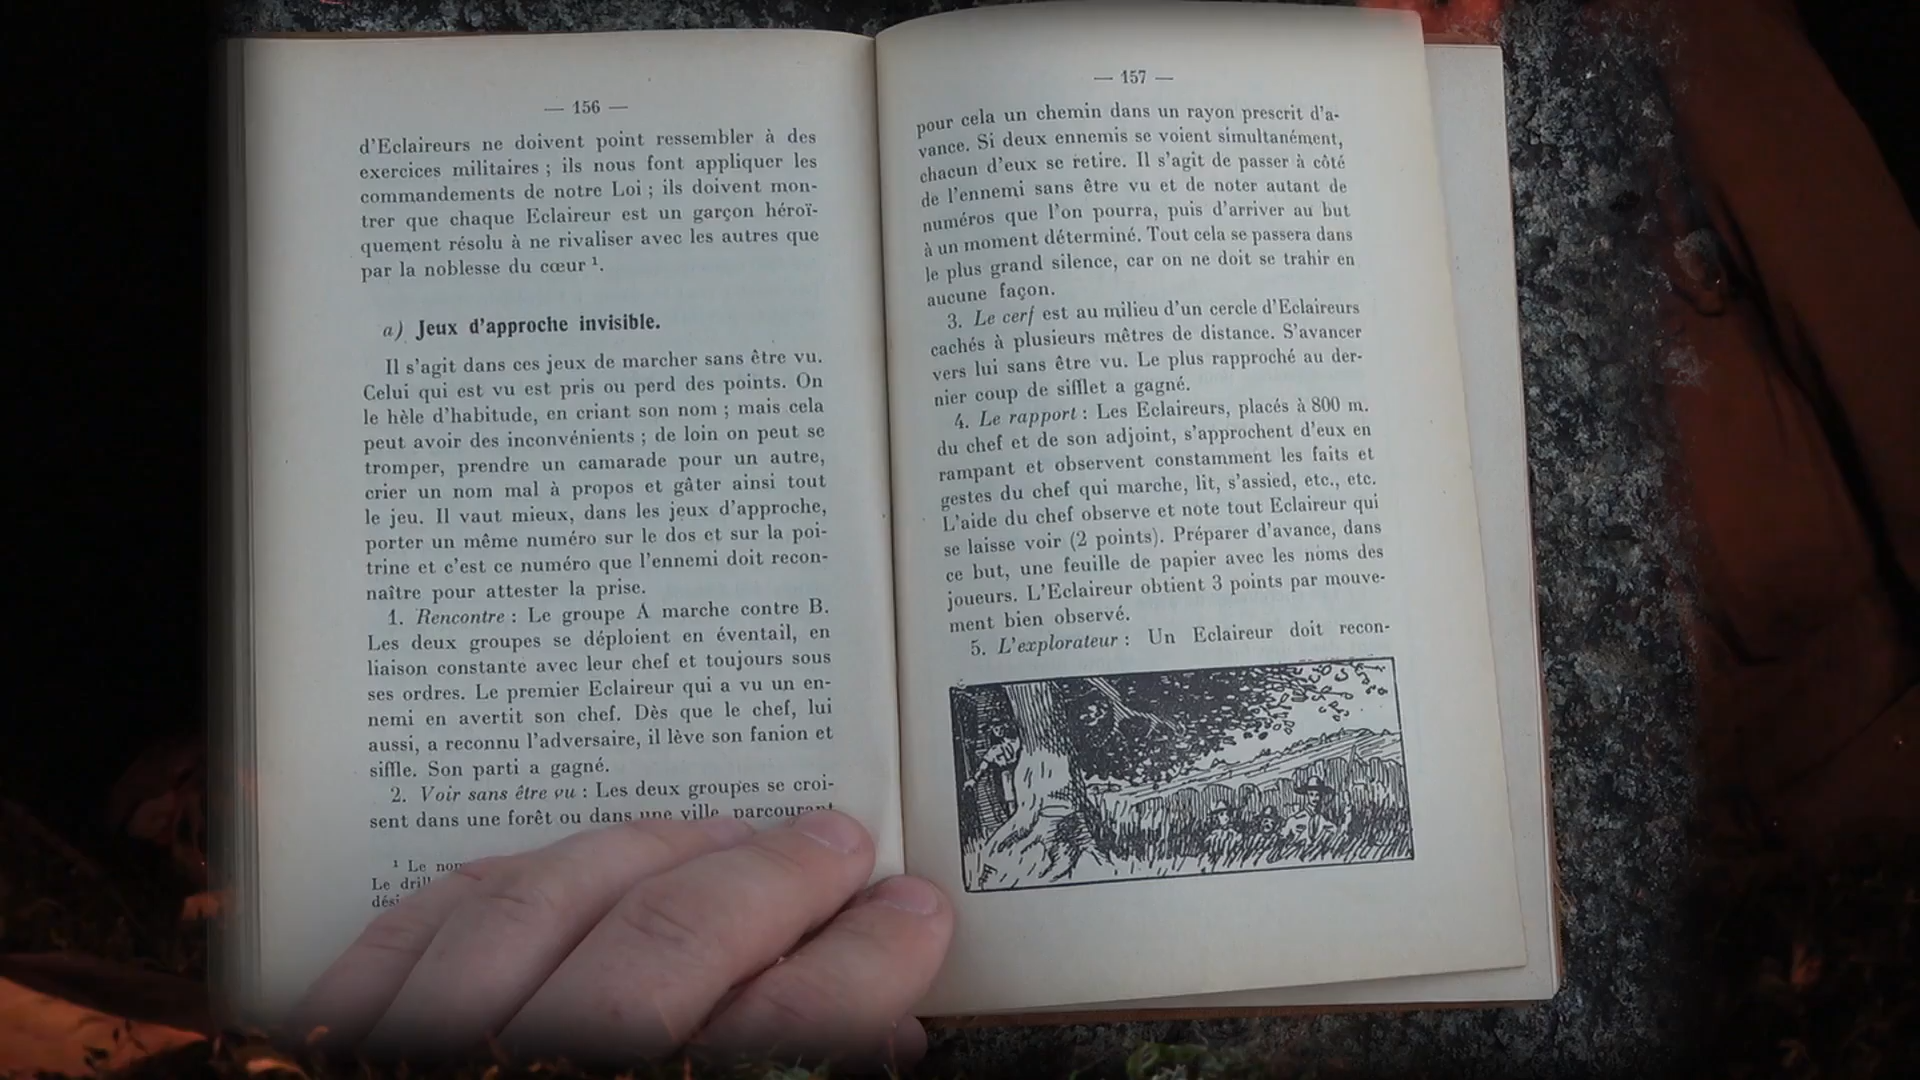 — 156 —
d'Eclaireurs ne doivent point ressembler à des
exercices militaires ; ils nous font appliquer les
commandements de notre Loi ; ils doivent mon-
trer que chaque Eclaireur est un garçon héroï-
quement résolu à ne rivaliser avec les autres que
par la noblesse du cœur ¹.
a) Jeux d'approche invisible.
Il s'agit dans ces jeux de marcher sans être vu.
Celui qui est vu est pris ou perd des points. On
le hèle d'habitude, en criant son nom ; mais cela
peut avoir des inconvénients ; de loin on peut se
tromper, prendre un camarade pour un autre,
crier un nom mal à propos et gâter ainsi tout
le jeu. Il vaut mieux, dans les jeux d'approche,
porter un même numéro sur le dos et sur la poi-
trine et c'est ce numéro que l'ennemi doit recon-
naître pour attester la prise.
1. Rencontre : Le groupe A marche contre B.
Les deux groupes se déploient en éventail, en
liaison constante avec leur chef et toujours sous
ses ordres. Le premier Eclaireur qui a vu un en-
nemi en avertit son chef. Dès que le chef, lui
aussi, a reconnu l'adversaire, il lève son fanion et
siffle. Son parti a gagné.
2. Voir sans être vu : Les deux groupes se croi-
sent dans une forêt ou dans une ville, parcourant
¹ Le
Le
— 157 —
pour cela un chemin dans un rayon prescrit d'a-
vance. Si deux ennemis se voient simultanément,
chacun d'eux se retire. Il s'agit de passer à côté
de l'ennemi sans être vu et de noter autant de
numéros que l'on pourra, puis d'arriver au but
à un moment déterminé. Tout cela se passera dans
le plus grand silence, car on ne doit se trahir en
aucune façon.
3. Le cerf est au milieu d'un cercle d'Eclaireurs
cachés à plusieurs mètres de distance. S'avancer
vers lui sans être vu. Le plus rapproché au der-
nier coup de sifflet a gagné.
4. Le rapport : Les Eclaireurs, placés à 800 m.
du chef et de son adjoint, s'approchent d'eux en
rampant et observent constamment les faits et
gestes du chef qui marche, lit, s'assied, etc., etc.
L'aide du chef observe et note tout Eclaireur qui
se laisse voir (2 points). Préparer d'avance, dans
ce but, une feuille de papier avec les noms des
joueurs. L'Eclaireur obtient 3 points par mouve-
ment bien observé.
5. L'explorateur : Un Eclaireur doit recon-